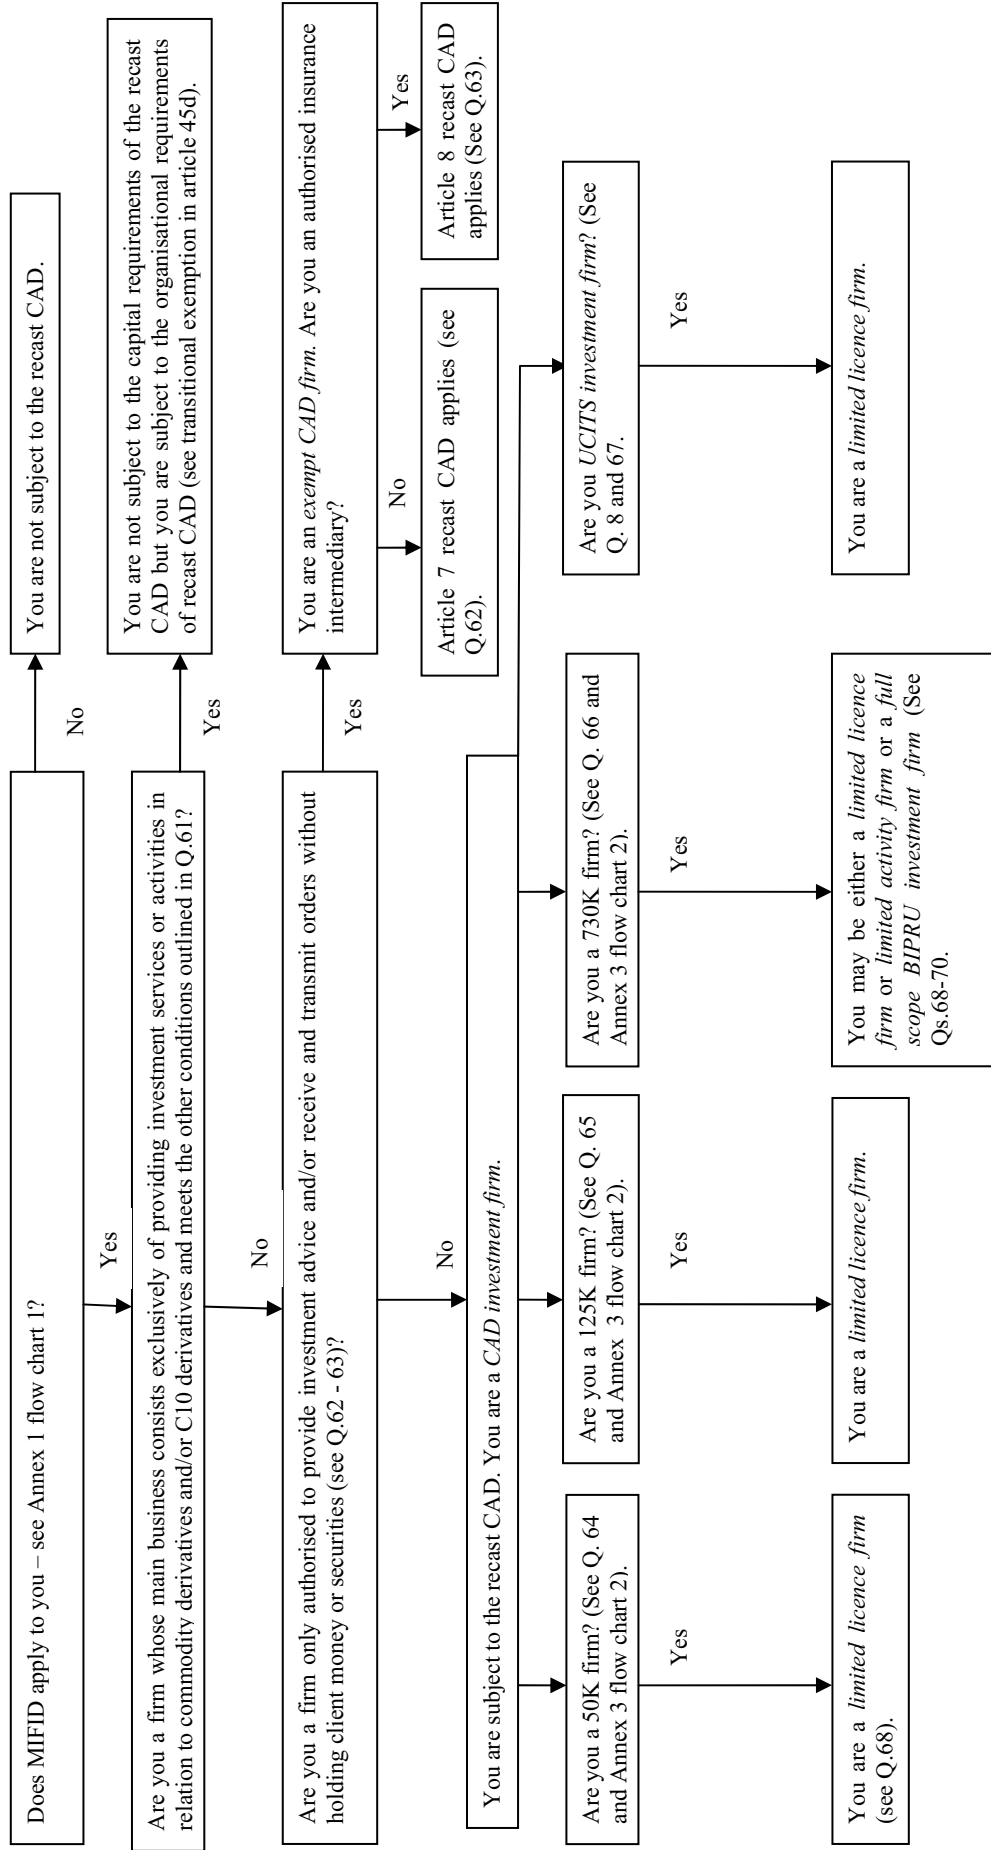 Does MIFID apply to you – see Annex 1 flow chart 1?
No
You are not subject to the recast CAD.
Yes
Are you a firm whose main business consists exclusively of providing investment services or activities in
relation to commodity derivatives and/or C10 derivatives and meets the other conditions outlined in Q.61?
Yes
You are not subject to the capital requirements of the recast
CAD but you are subject to the organisational requirements
of recast CAD (see transitional exemption in article 45d).
No
Are you a firm only authorised to provide investment advice and/or receive and transmit orders without
holding client money or securities (see Q.62 - 63)?
Yes
You are an exempt CAD firm. Are you an authorised insurance
intermediary?
No
Yes
Article 7 recast CAD applies (see
Q.62).
Article 8 recast CAD
applies (See Q.63).
No
You are subject to the recast CAD. You are a CAD investment firm.
Are you a 50K firm? (See Q. 64
and Annex 3 flow chart 2).
Are you a 125K firm? (See Q. 65
and Annex 3 flow chart 2).
Are you a 730K firm? (See Q. 66 and
Annex 3 flow chart 2).
Are you UCITS investment firm? (See
Q. 8 and 67.
Yes
Yes
Yes
Yes
You are a limited licence firm
(see Q.68).
You are a limited licence firm.
You may be either a limited licence
firm or limited activity firm or a full
scope BIPRU investment firm (See
Qs.68-70.
You are a limited licence firm.